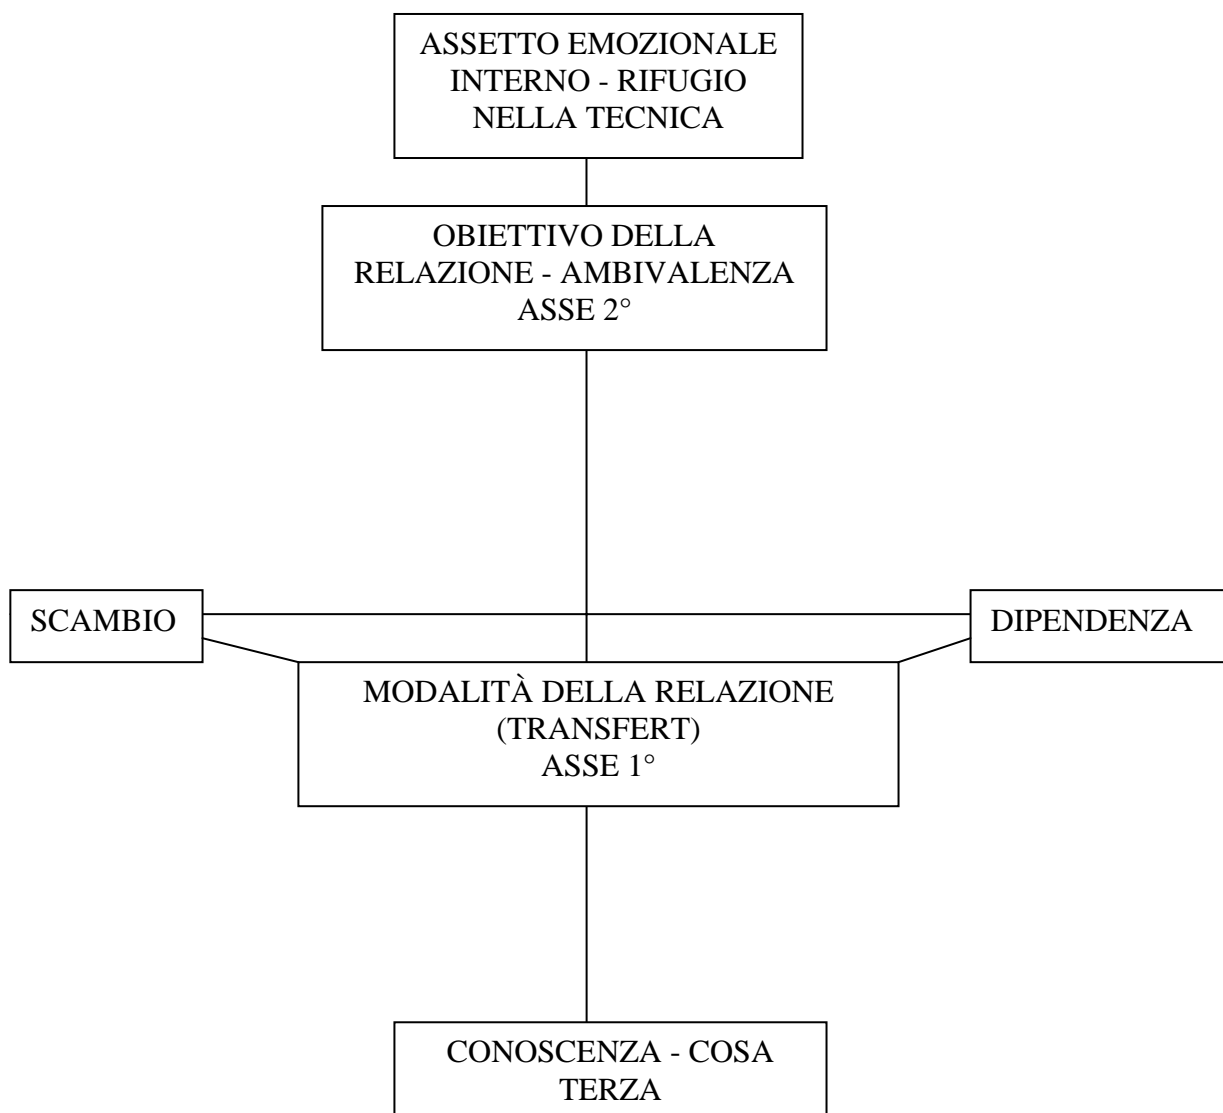 ASSETTO EMOZIONALE
INTERNO - RIFUGIO
NELLA TECNICA
OBIETTIVO DELLA
RELAZIONE - AMBIVALENZA
ASSE 2°
SCAMBIO
DIPENDENZA
MODALITÀ DELLA RELAZIONE
(TRANSFERT)
ASSE 1°
CONOSCENZA - COSA
TERZA